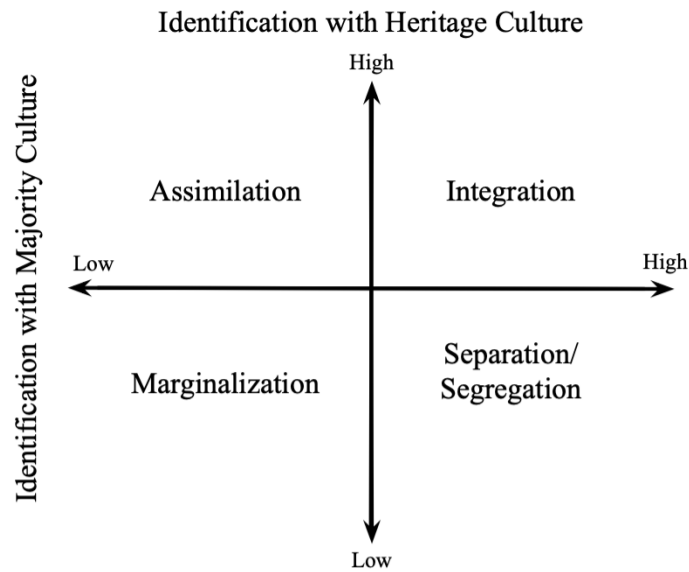 Identification with Heritage Culture
High
Identification with Majority Culture
Assimilation
Integration
Low
High
Marginalization
Separation/
Segregation
Low